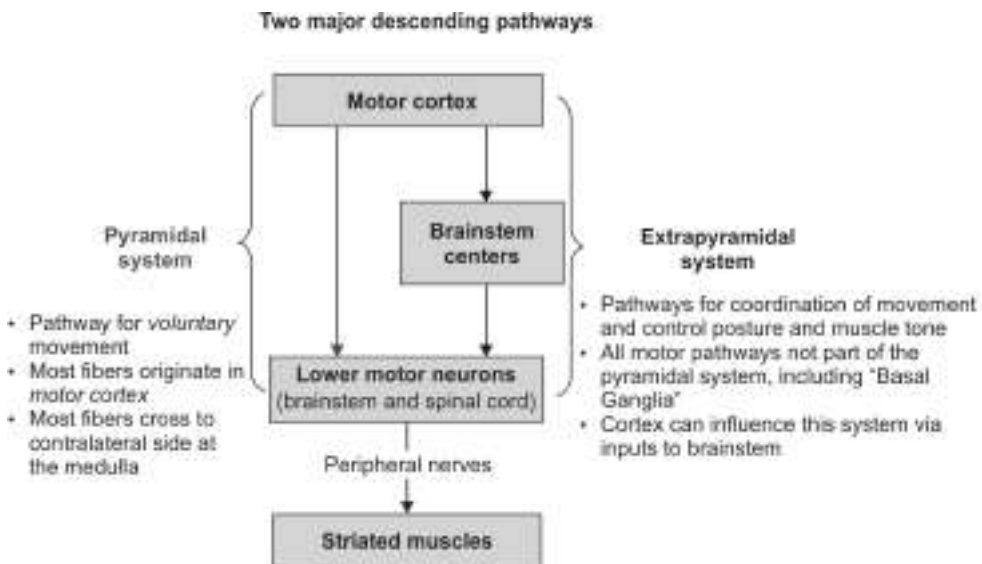 Two major descending pathways
Motor cortex
Brainstem
centers
Pyramidal
system
• Pathway for voluntary
movement
• Most fibers originate in
motor cortex
• Most fibers cross to
contralateral side at
the medulla
Extrapyramidal
system
• Pathways for coordination of movement
and control posture and muscle tone
• All motor pathways not part of the
pyramidal system, including "Basal
Ganglia"
• Cortex can influence this system via
inputs to brainstem
Lower motor neurons
(brainstem and spinal cord)
Peripheral nerves
Striated muscles